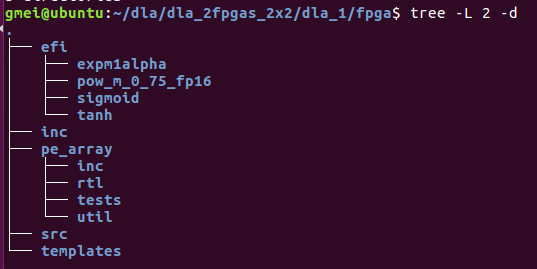 gmei@ubuntu:~/dla/dla_2fpgas_2x2/dla_1/fpga$ tree -L 2 -d
.
├── efi
│   ├── expm1alpha
│   ├── pow_m_0_75_fp16
│   ├── sigmoid
│   └── tanh
├── inc
├── pe_array
│   ├── inc
│   ├── rtl
│   ├── tests
│   └── util
├── src
└── templates